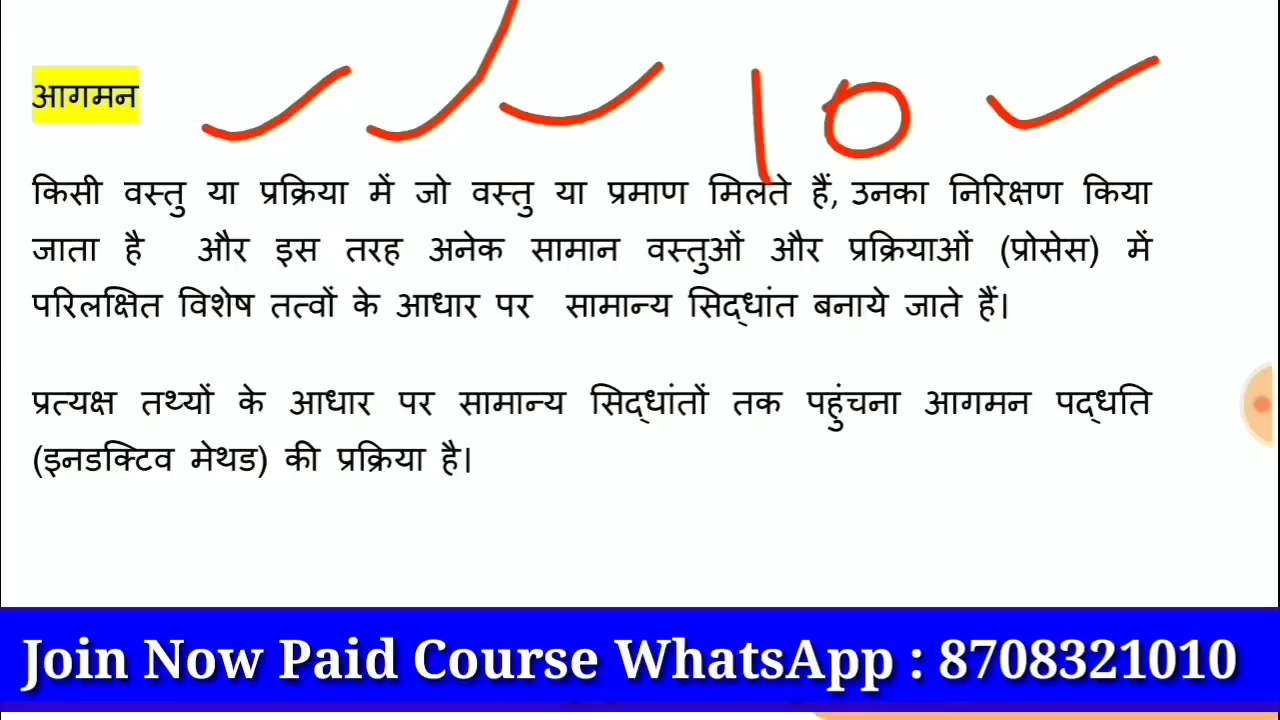 आगमन
10
किसी वस्तु या प्रक्रिया में जो वस्तु या प्रमाण मिलते हैं, उनका निरिक्षण किया
जाता है और इस तरह अनेक सामान वस्तुओं और प्रक्रियाओं (प्रोसेस) में
परिलक्षित विशेष तत्वों के आधार पर सामान्य सिद्धांत बनाये जाते हैं।
प्रत्यक्ष तथ्यों के आधार पर सामान्य सिद्धांतों तक पहुंचना आगमन पद्धति
(इनडक्टिव मेथड) की प्रक्रिया है।
Join Now Paid Course WhatsApp : 8708321010